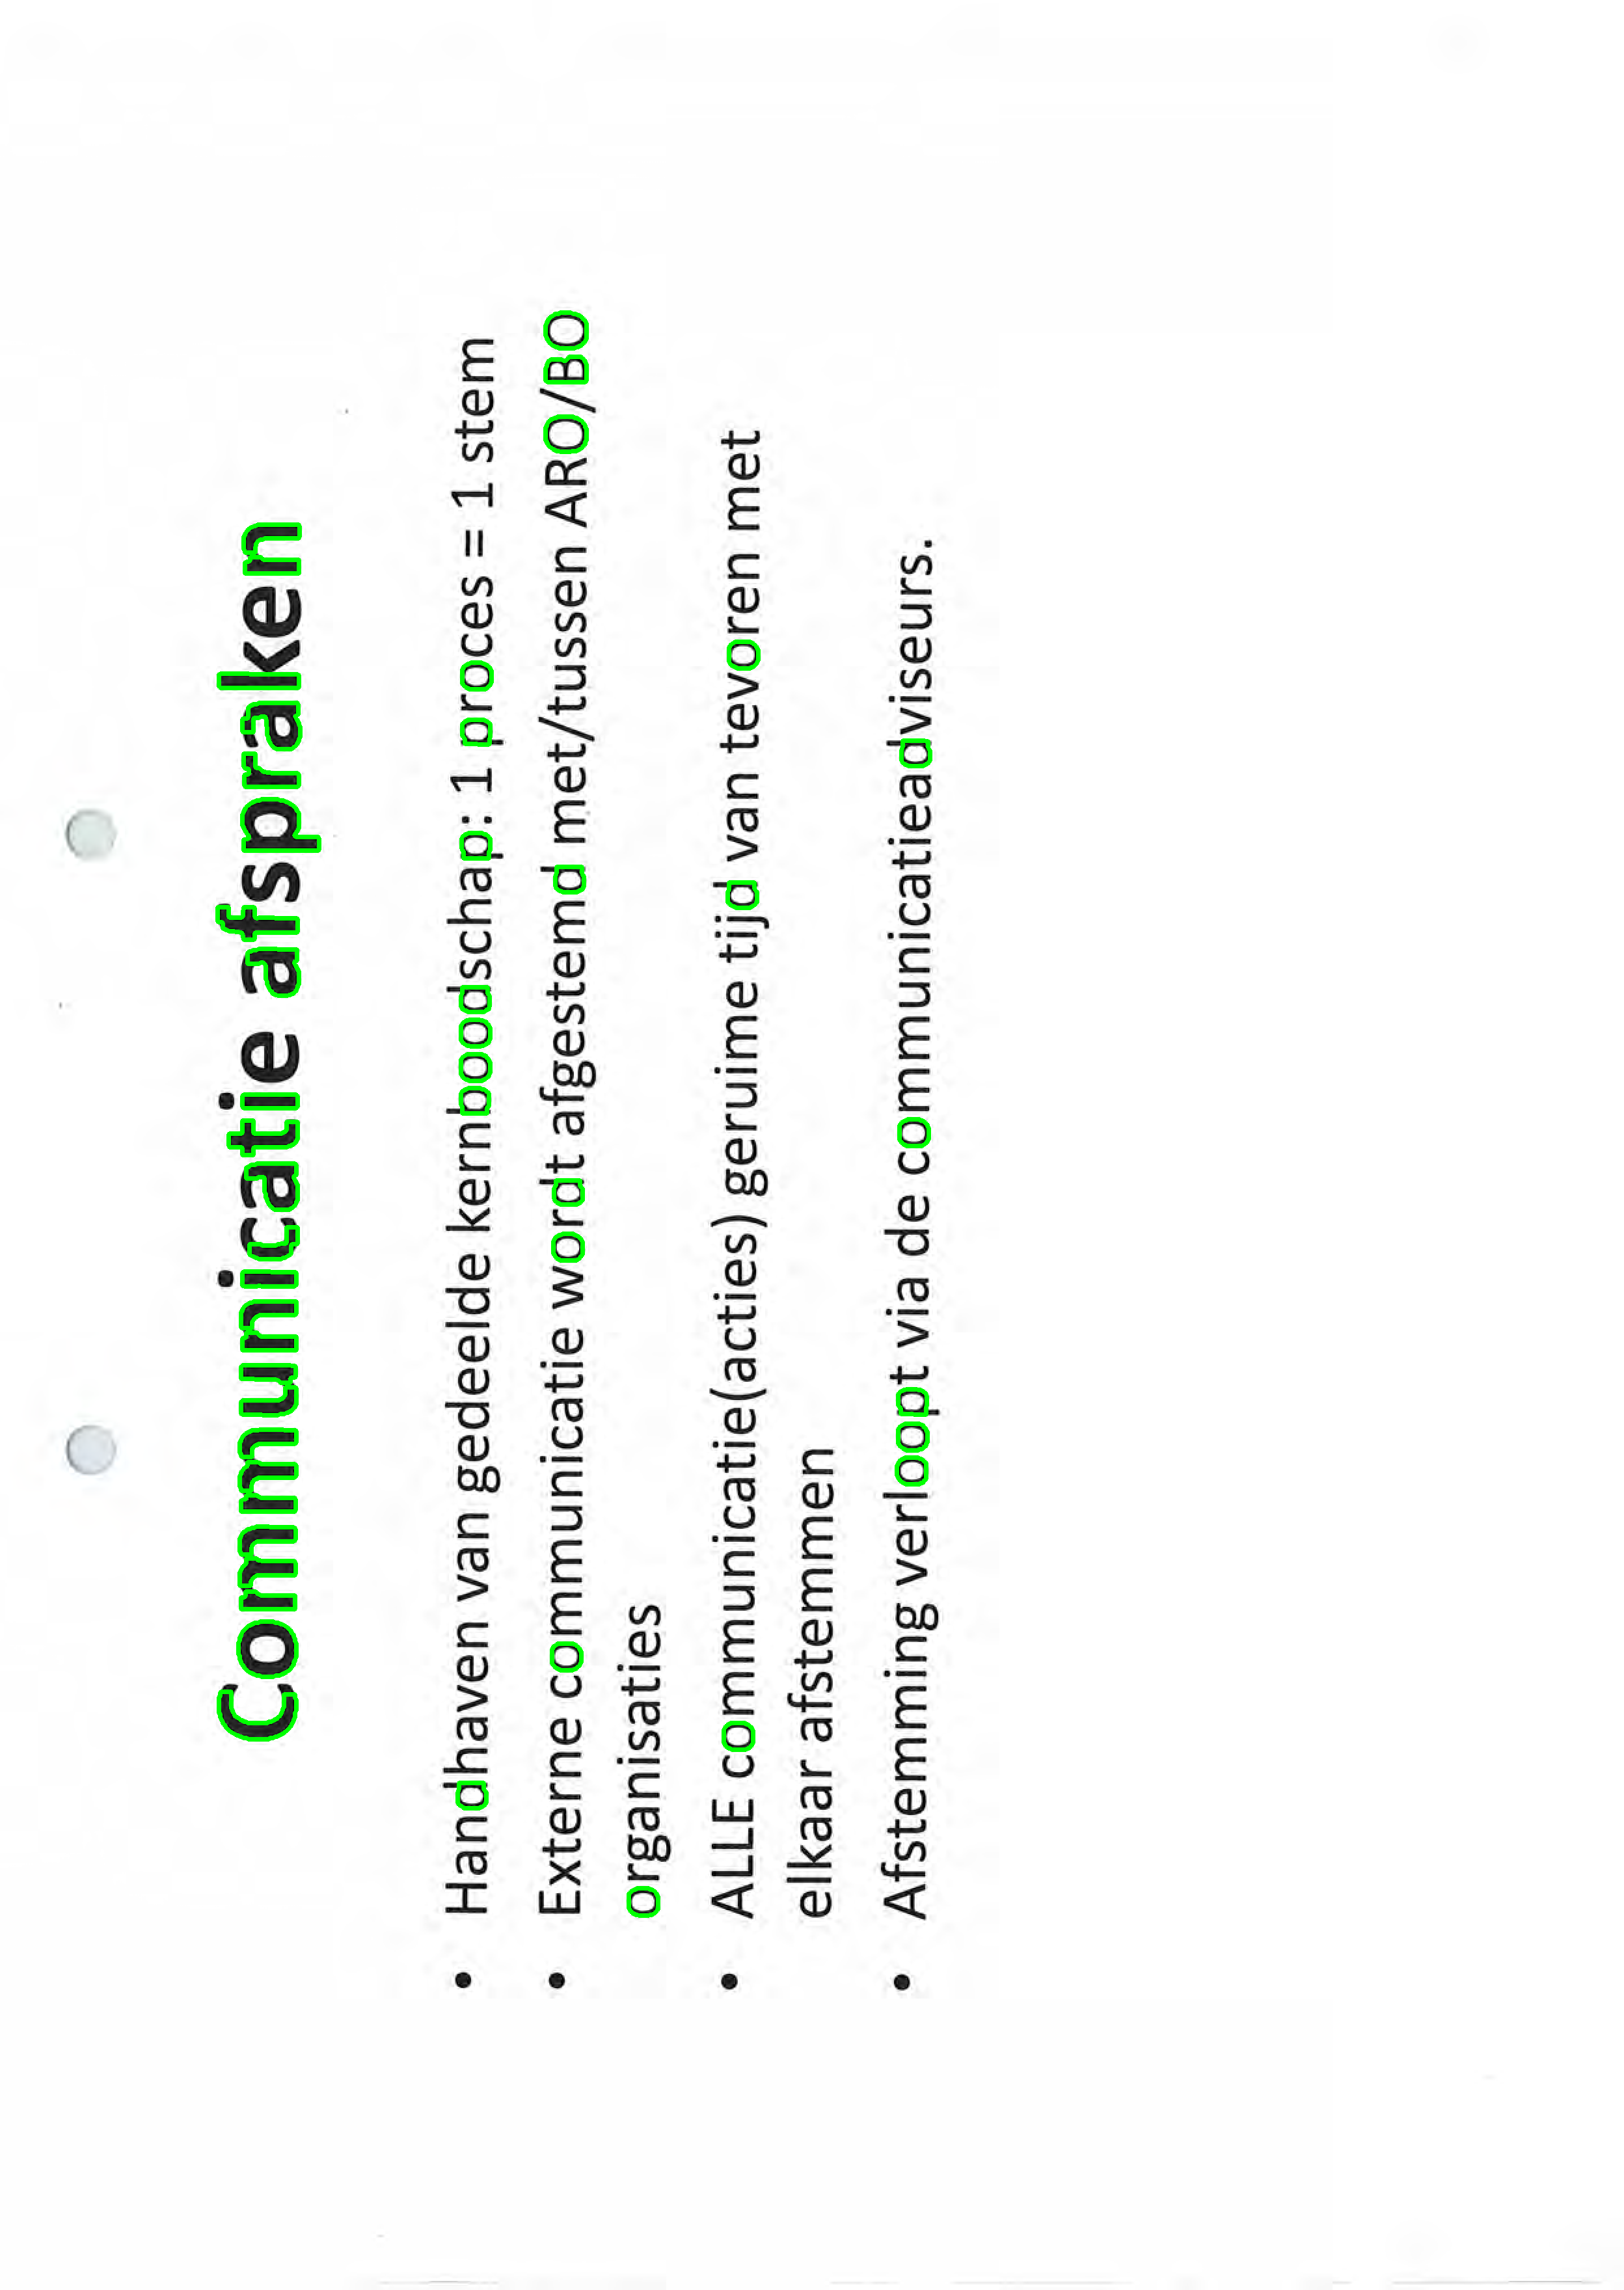 Communicatie afspraken
• Handhaven van gedeelde kernboodschap: 1 proces = 1 stem
• Externe communicatie wordt afgestemd met/tussen ARO/BO
organisaties
• ALLE communicatie(acties) geruime tijd van tevoren met
elkaar afstemmen
• Afstemming verloopt via de communicatieadviseurs.